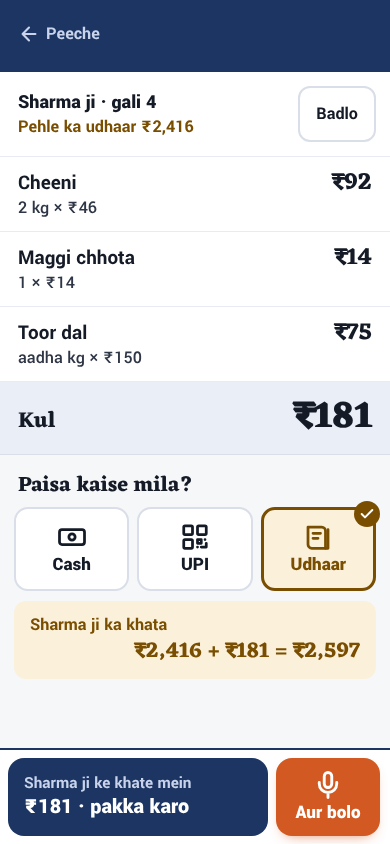 Peeche
Sharma ji · gali 4
Pehle ka udhaar ₹2,416
Badlo
Cheeni
₹92
2 kg × ₹46
Maggi chhota
₹14
1 × ₹14
Toor dal
₹75
aadha kg × ₹150
Kul
₹181
Paisa kaise mila?
Cash
UPI
Udhaar
Sharma ji ka khata
₹2,416 + ₹181 = ₹2,597
Sharma ji ke khate mein
₹181 · pakka karo
Aur bolo